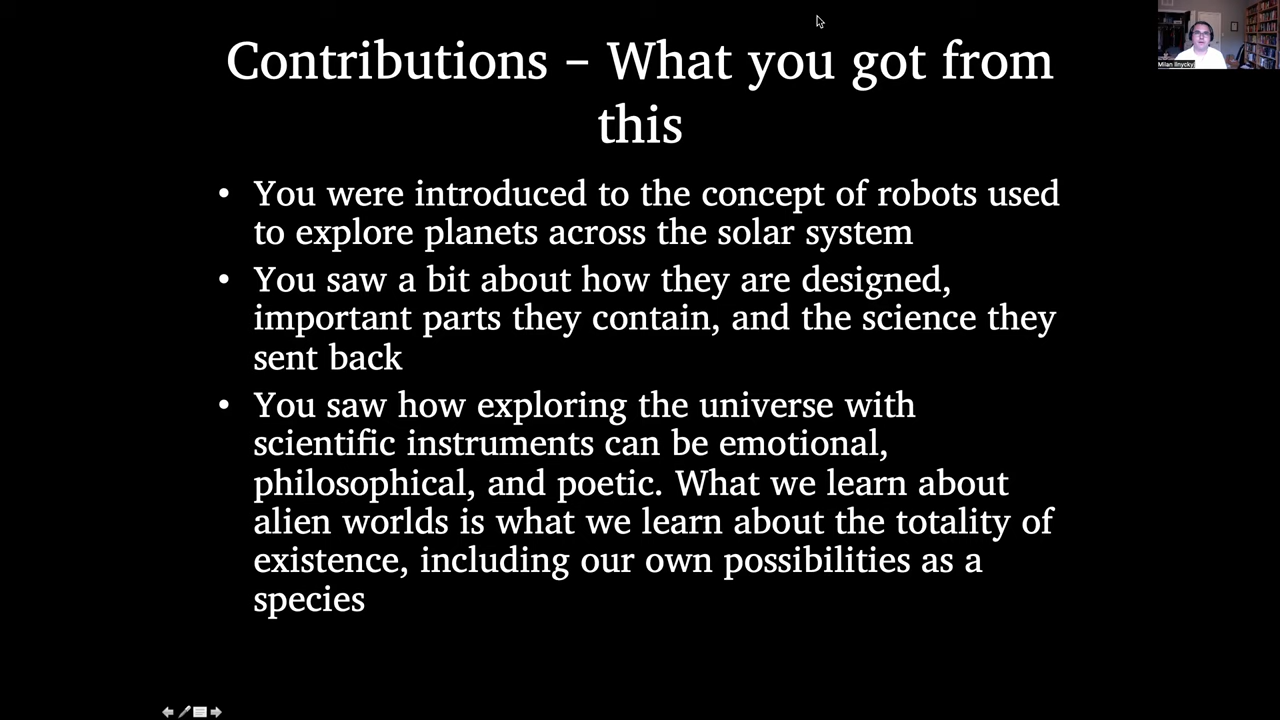 Contributions – What you got from
this
• You were introduced to the concept of robots used
to explore planets across the solar system
• You saw a bit about how they are designed,
important parts they contain, and the science they
sent back
• You saw how exploring the universe with
scientific instruments can be emotional,
philosophical, and poetic. What we learn about
alien worlds is what we learn about the totality of
existence, including our own possibilities as a
species
Milan Ilnyckyj